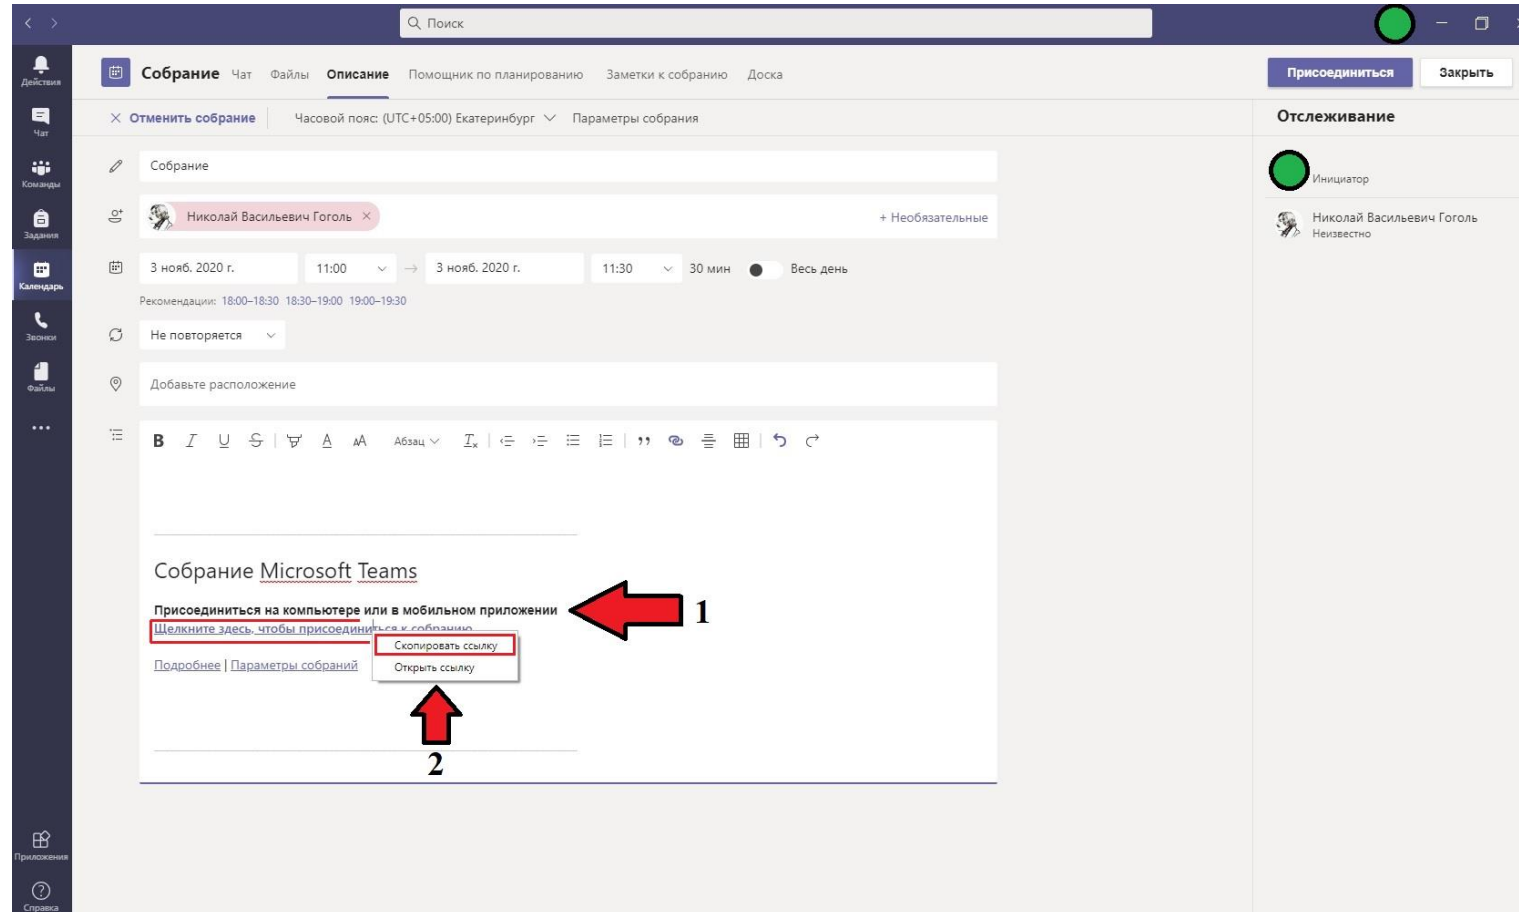 Поиск
Действия
Чат
Команды
Задания
Календарь
Звонки
Файлы
Приложения
Справка
Собрание Чат Файлы Описание Помощник по планированию Заметки к собранию Доска
Присоединиться Закрыть
Отменить собрание Часовой пояс: (UTC+05:00) Екатеринбург Параметры собрания
Собрание
Николай Васильевич Гоголь × + Необязательные
3 нояб. 2020 г. 11:00 → 3 нояб. 2020 г. 11:30 30 мин Весь день
Рекомендации: 18:00–18:30 18:30–19:00 19:00–19:30
Не повторяется
Добавьте расположение
B I U S A AA Абзац
Собрание Microsoft Teams
Присоединиться на компьютере или в мобильном приложении
Щелкните здесь, чтобы присоединиться к собранию
Скопировать ссылку
Открыть ссылку
Подробнее | Параметры собраний
1
2
Отслеживание
Инициатор
Николай Васильевич Гоголь
Неизвестно